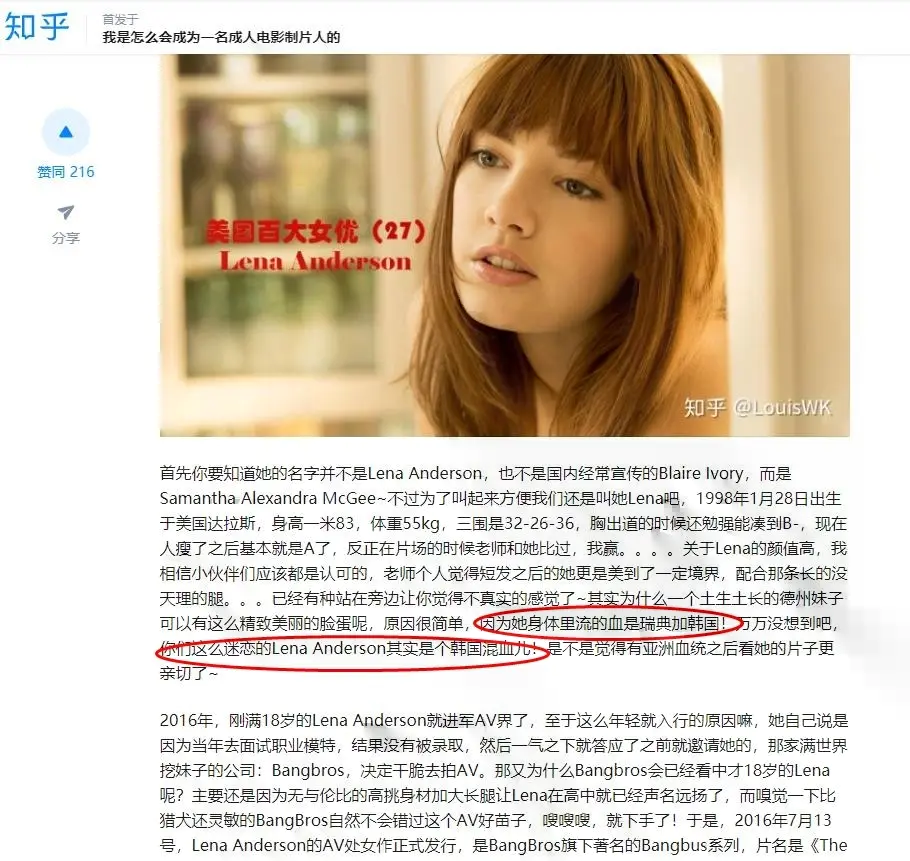 知乎
首发于
我是怎么会成为一名成人电影制片人的
赞同 216
分享
美国百大女优（27）
Lena Anderson
知乎 @LouisWK
首先你要知道她的名字并不是Lena Anderson，也不是国内经常宣传的Blaire Ivory，而是
Samantha Alexandra McGee~不过为了叫起来方便我们还是叫她Lena吧，1998年1月28日出生
于美国达拉斯，身高一米83，体重55kg，三围是32-26-36，胸出道的时候还勉强能凑到B-，现在
人瘦了之后基本就是A了，反正在片场的时候老师和她比过，我赢。。。。关于Lena的颜值高，我
相信小伙伴们应该都是认可的，老师个人觉得短发之后的她更是美到了一定境界，配合那条长的没
天理的腿。。。已经有种站在旁边让你觉得不真实的感觉了~其实为什么一个土生土长的德州妹子
可以有这么精致美丽的脸蛋呢，原因很简单，因为她身体里流的血是瑞典加韩国！万万没想到吧，
你们这么迷恋的Lena Anderson其实是个韩国混血儿！是不是觉得有亚洲血统之后看她的片子更
亲切了~
2016年，刚满18岁的Lena Anderson就进军AV界了，至于这么年轻就入行的原因嘛，她自己说是
因为当年去面试职业模特，结果没有被录取，然后一气之下就答应了之前就邀请她的，那家满世界
挖妹子的公司：Bangbros，决定干脆去拍AV。那又为什么Bangbros会已经看中才18岁的Lena
呢？主要还是因为无与伦比的高挑身材加大长腿让Lena在高中就已经声名远扬了，而嗅觉一下比
猎犬还灵敏的BangBros自然不会错过这个AV好苗子，嗖嗖嗖，就下手了！于是，2016年7月13
号，Lena Anderson的AV处女作正式发行，是BangBros旗下著名的Bangbus系列，片名是《The